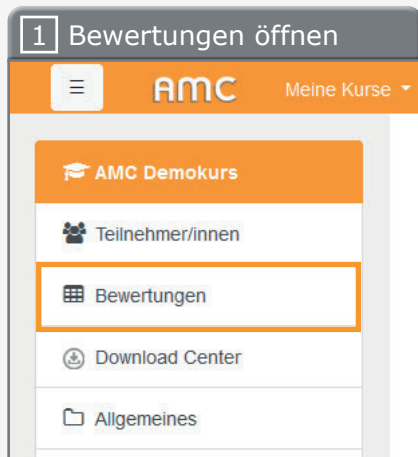 1 Bewertungen öffnen
AMC Meine Kurse
AMC Demokurs
Teilnehmer/innen
Bewertungen
Download Center
Allgemeines